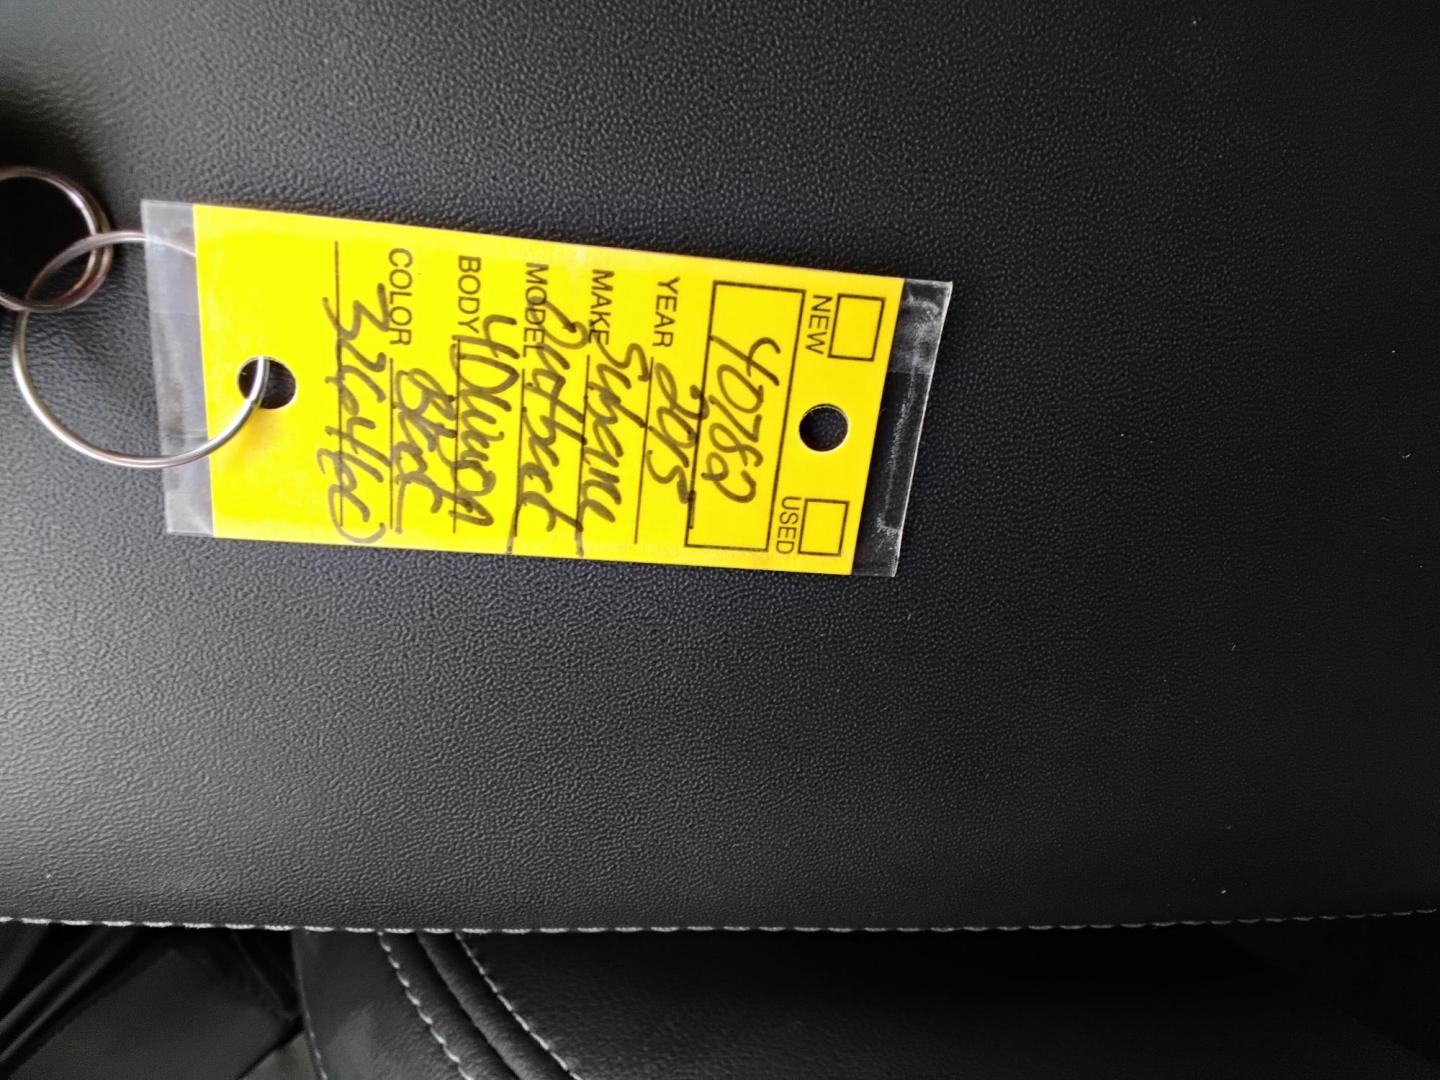 NEW USED
40782
YEAR 2015
MAKE Subaru
MODEL Outback
BODY 4DWagon
COLOR Black